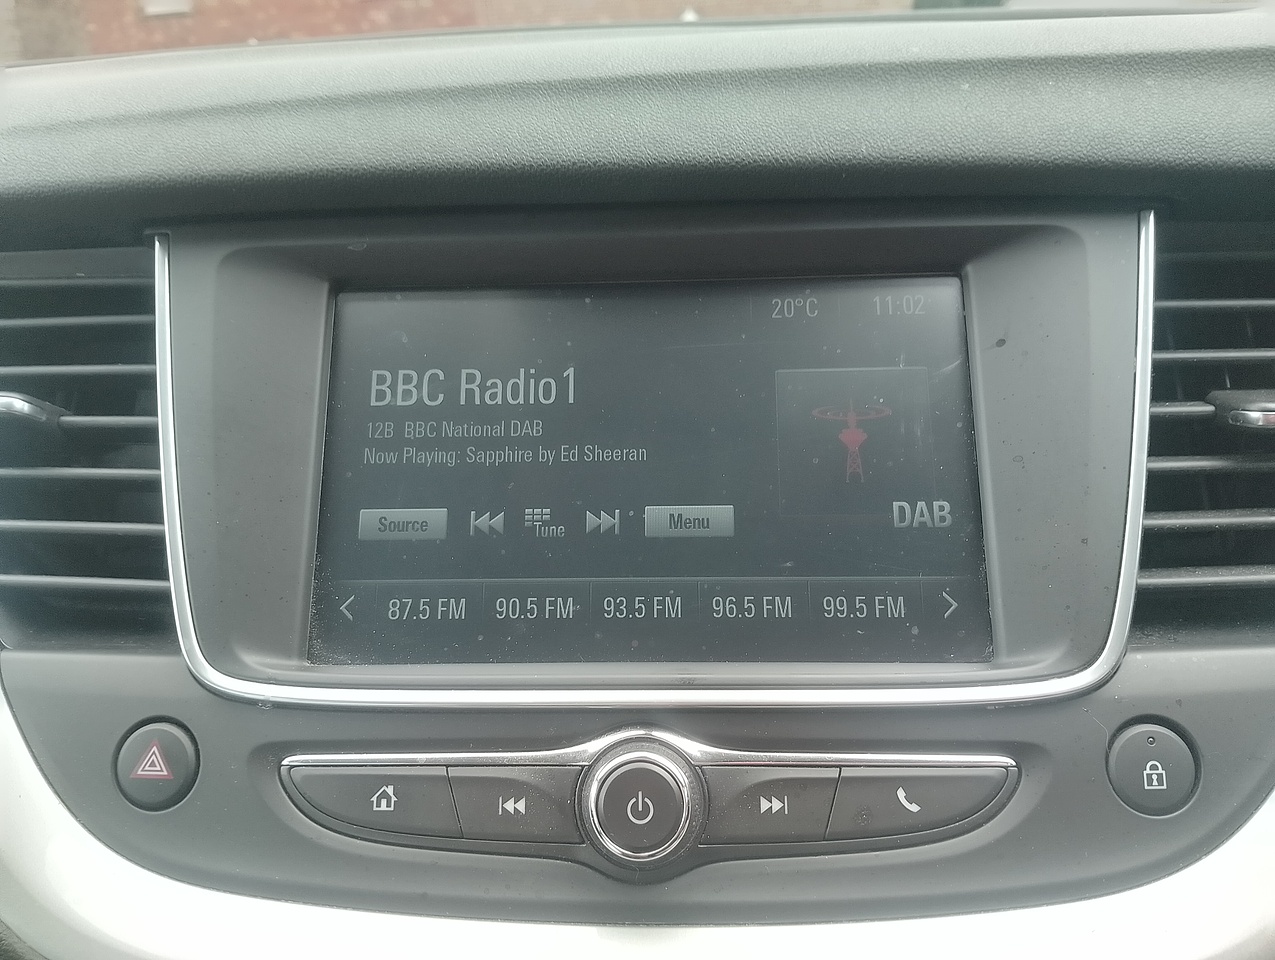 20°C 11:02
BBC Radio1
12B BBC National DAB
Now Playing: Sapphire by Ed Sheeran
Source Tune Menu
DAB
87.5 FM 90.5 FM 93.5 FM 96.5 FM 99.5 FM